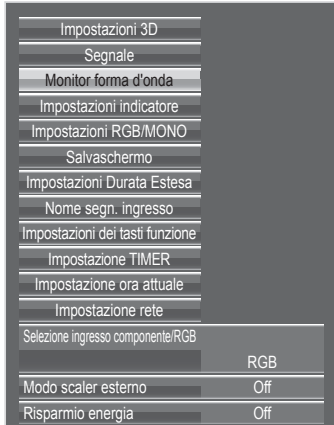 Impostazioni 3D
Segnale
Monitor forma d'onda
Impostazioni indicatore
Impostazioni RGB/MONO
Salvaschermo
Impostazioni Durata Estesa
Nome segn. ingresso
Impostazioni dei tasti funzione
Impostazione TIMER
Impostazione ora attuale
Impostazione rete
Selezione ingresso componente/RGB
RGB
Modo scaler esterno Off
Risparmio energia Off